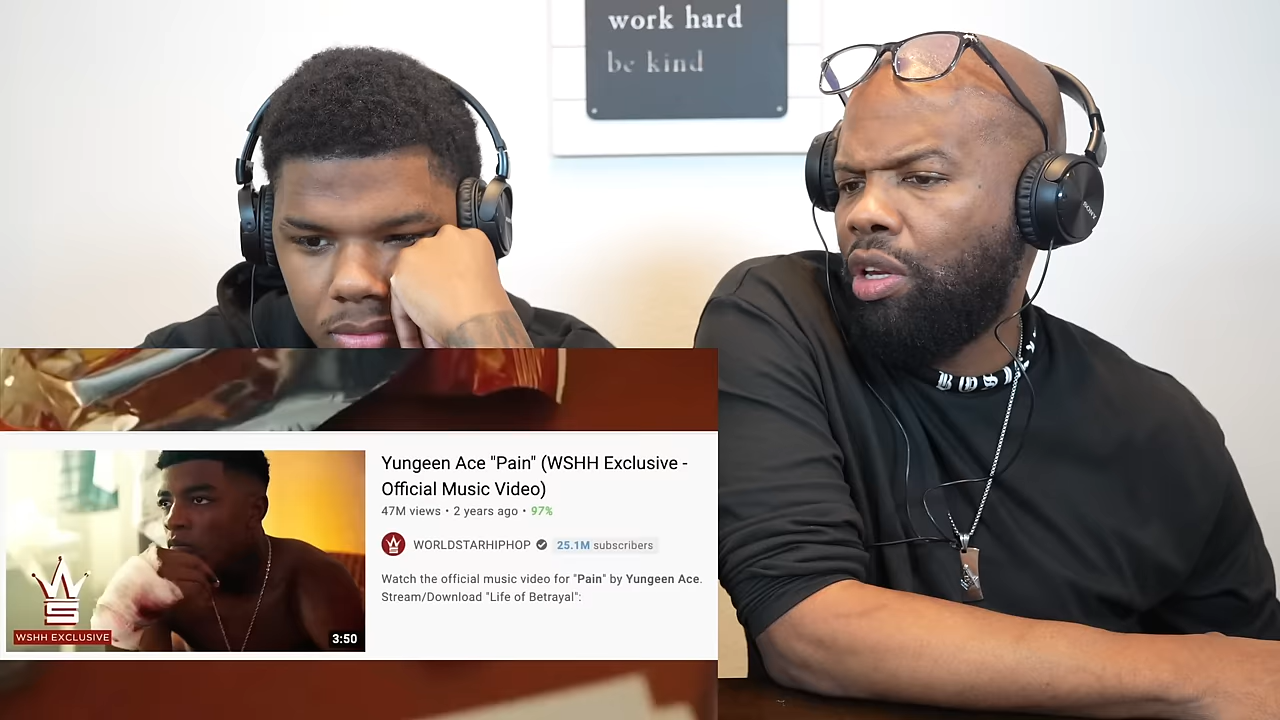 work hard
be kind
SONY
Yungeen Ace "Pain" (WSHH Exclusive -
Official Music Video)
47M views • 2 years ago • 97%
WORLDSTARHIPHOP
25.1M subscribers
Watch the official music video for "Pain" by Yungeen Ace.
Stream/Download "Life of Betrayal":
WSHH EXCLUSIVE
3:50